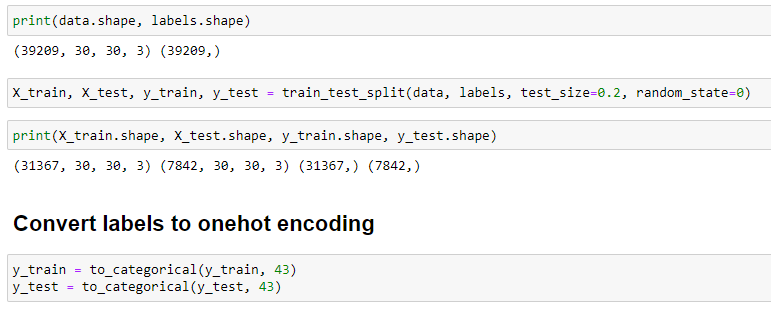 print(data.shape, labels.shape)
(39209, 30, 30, 3) (39209,)
X_train, X_test, y_train, y_test = train_test_split(data, labels, test_size=0.2, random_state=0)
print(X_train.shape, X_test.shape, y_train.shape, y_test.shape)
(31367, 30, 30, 3) (7842, 30, 30, 3) (31367,) (7842,)
Convert labels to onehot encoding
y_train = to_categorical(y_train, 43)
y_test = to_categorical(y_test, 43)